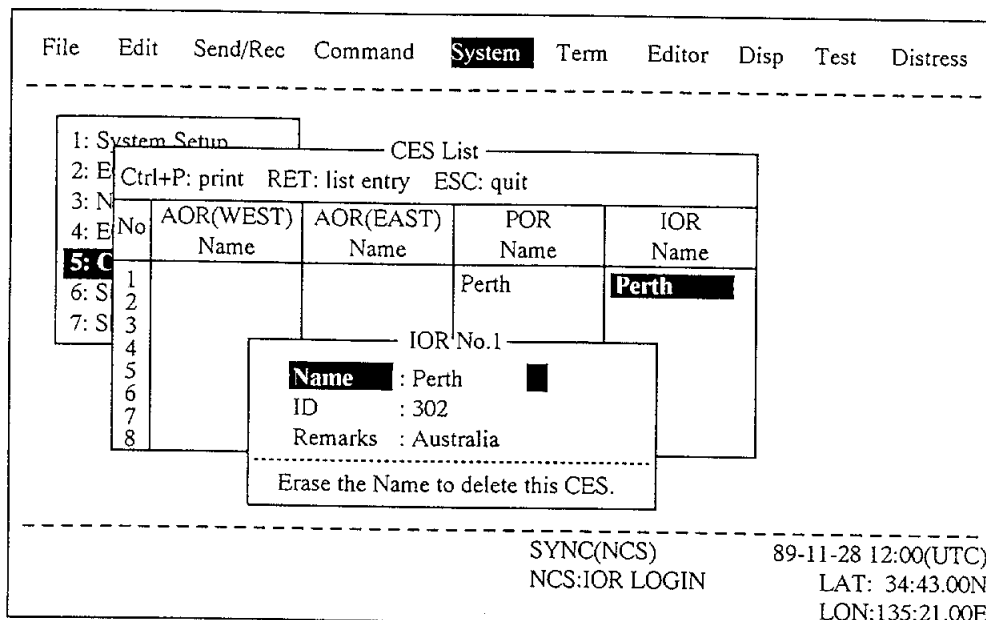 File Edit Send/Rec Command System Term Editor Disp Test Distress
1: System Setup
2: E
3: N
4: E
5: C
6: S
7: S
CES List
Ctrl+P: print RET: list entry ESC: quit
No AOR(WEST) Name AOR(EAST) Name POR Name IOR Name
1 Perth Perth
2
3
4
5
6
7
8
IOR No.1
Name : Perth
ID : 302
Remarks : Australia
Erase the Name to delete this CES.
SYNC(NCS) 89-11-28 12:00(UTC)
NCS:IOR LOGIN LAT: 34:43.00N
LON:135:21.00E